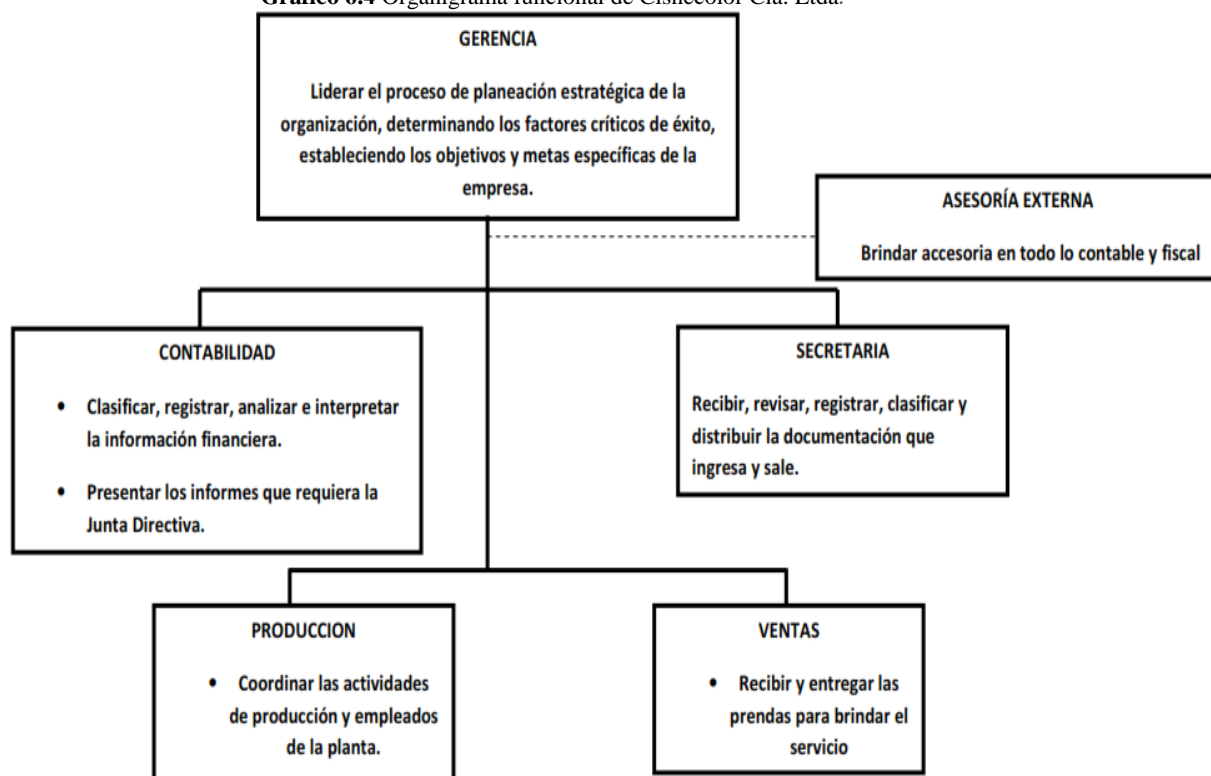 Gráfico 6.4 Organigrama funcional de Cisnecolor Cía. Ltda.
GERENCIA
Liderar el proceso de planeación estratégica de la
organización, determinando los factores críticos de éxito,
estableciendo los objetivos y metas específicas de la
empresa.
ASESORÍA EXTERNA
Brindar accesoria en todo lo contable y fiscal
CONTABILIDAD
• Clasificar, registrar, analizar e interpretar
la información financiera.
• Presentar los informes que requiera la
Junta Directiva.
SECRETARIA
Recibir, revisar, registrar, clasificar y
distribuir la documentación que
ingresa y sale.
PRODUCCION
• Coordinar las actividades
de producción y empleados
de la planta.
VENTAS
• Recibir y entregar las
prendas para brindar el
servicio